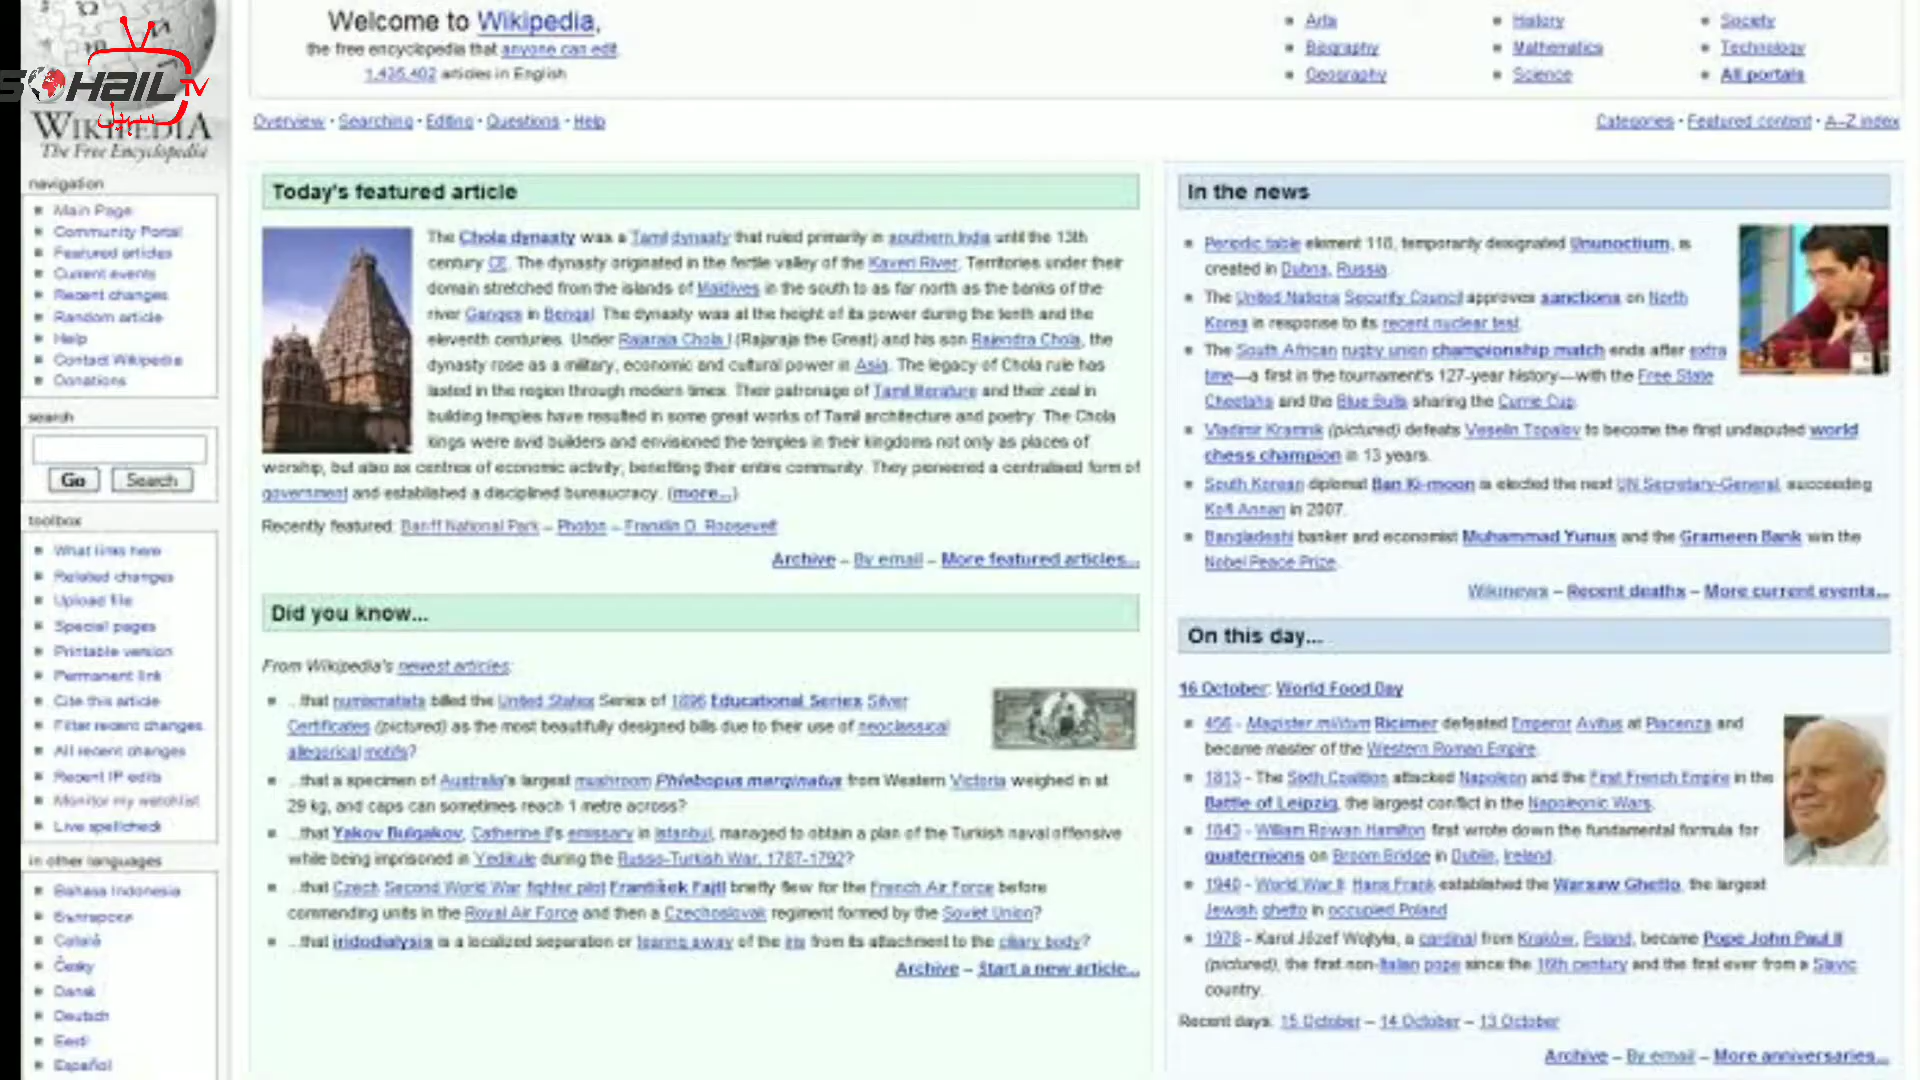 SOHAIL TV
سهيل
WIKIPEDIA
The Free Encyclopedia
navigation
Main Page
Community Portal
Featured articles
Current events
Recent changes
Random article
Help
Contact Wikipedia
Donations
search
Go Search
toolbox
What links here
Related changes
Upload file
Special pages
Printable version
Permanent link
Cite this article
Filter recent changes
All recent changes
Recent IP edits
Monitor my watchlist
Live spellcheck
in other languages
Bahasa Indonesia
Български
Català
Česky
Dansk
Deutsch
Eesti
Español
Welcome to Wikipedia,
the free encyclopedia that anyone can edit.
1,435,402 articles in English
Arts
Biography
Geography
History
Mathematics
Science
Society
Technology
All portals
Overview · Searching · Editing · Questions · Help
Categories · Featured content · A–Z index
Today's featured article
The Chola dynasty was a Tamil dynasty that ruled primarily in southern India until the 13th
century CE. The dynasty originated in the fertile valley of the Kaveri River. Territories under their
domain stretched from the islands of Maldives in the south to as far north as the banks of the
river Ganges in Bengal. The dynasty was at the height of its power during the tenth and the
eleventh centuries. Under Rajaraja Chola I (Rajaraja the Great) and his son Rajendra Chola, the
dynasty rose as a military, economic and cultural power in Asia. The legacy of Chola rule has
lasted in the region through modern times. Their patronage of Tamil literature and their zeal in
building temples have resulted in some great works of Tamil architecture and poetry. The Chola
kings were avid builders and envisioned the temples in their kingdoms not only as places of
worship, but also as centres of economic activity, benefiting their entire community. They pioneered a centralised form of
government and established a disciplined bureaucracy. (more...)
Recently featured: Banff National Park – Photon – Franklin D. Roosevelt
Archive – By email – More featured articles...
Did you know...
From Wikipedia's newest articles:
...that numismatists billed the United States Series of 1896 Educational Series Silver
Certificates (pictured) as the most beautifully designed bills due to their use of neoclassical
allegorical motifs?
...that a specimen of Australia's largest mushroom Phlebopus marginatus from Western Victoria weighed in at
29 kg, and caps can sometimes reach 1 metre across?
...that Yakov Bulgakov, Catherine II's emissary in Istanbul, managed to obtain a plan of the Turkish naval offensive
while being imprisoned in Yedikule during the Russo-Turkish War, 1787-1792?
...that Czech Second World War fighter pilot František Fajtl briefly flew for the French Air Force before
commanding units in the Royal Air Force and then a Czechoslovak regiment formed by the Soviet Union?
...that iridodialysis is a localized separation or tearing away of the iris from its attachment to the ciliary body?
Archive – Start a new article...
In the news
Periodic table element 118, temporarily designated Ununoctium, is
created in Dubna, Russia.
The United Nations Security Council approves sanctions on North
Korea in response to its recent nuclear test.
The South African rugby union championship match ends after extra
time—a first in the tournament's 127-year history—with the Free State
Cheetahs and the Blue Bulls sharing the Currie Cup.
Vladimir Kramnik (pictured) defeats Veselin Topalov to become the first undisputed world
chess champion in 13 years.
South Korean diplomat Ban Ki-moon is elected the next UN Secretary-General, succeeding
Kofi Annan in 2007.
Bangladeshi banker and economist Muhammad Yunus and the Grameen Bank win the
Nobel Peace Prize.
Wikinews – Recent deaths – More current events...
On this day...
16 October: World Food Day
456 - Magister militum Ricimer defeated Emperor Avitus at Piacenza and
became master of the Western Roman Empire.
1813 - The Sixth Coalition attacked Napoleon and the First French Empire in the
Battle of Leipzig, the largest conflict in the Napoleonic Wars.
1843 - William Rowan Hamilton first wrote down the fundamental formula for
quaternions on Broom Bridge in Dublin, Ireland.
1940 - World War II: Hans Frank established the Warsaw Ghetto, the largest
Jewish ghetto in occupied Poland
1978 - Karol Józef Wojtyła, a cardinal from Kraków, Poland, became Pope John Paul II
(pictured), the first non-Italian pope since the 16th century and the first ever from a Slavic
country.
Recent days: 15 October – 14 October – 13 October
Archive – By email – More anniversaries...